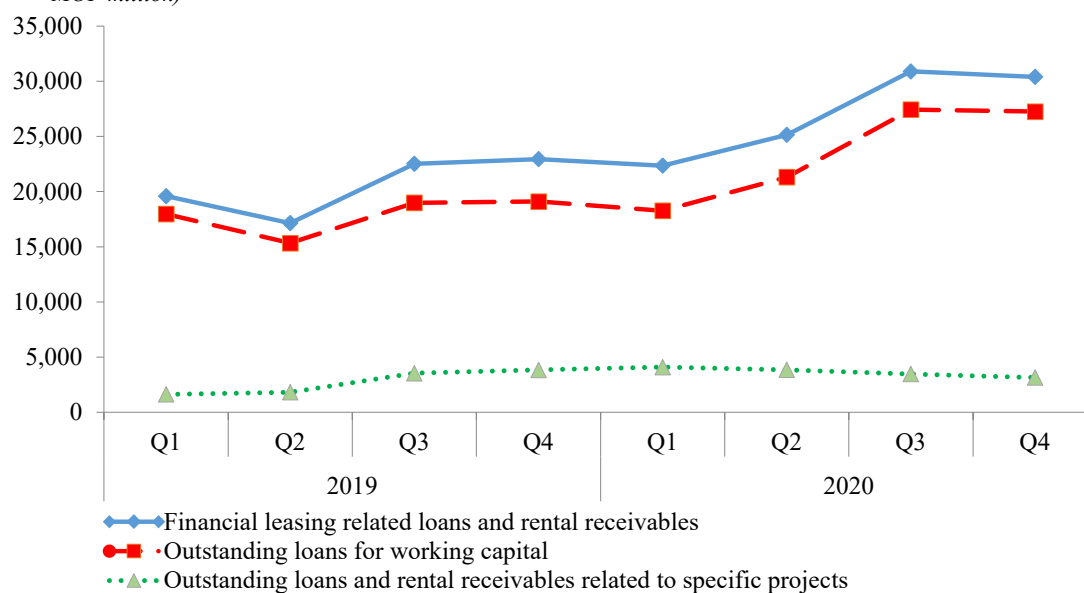 million)
35,000
30,000
25,000
20,000
15,000
10,000
5,000
0
Q1 Q2 Q3 Q4 Q1 Q2 Q3 Q4
2019 2020
Financial leasing related loans and rental receivables
Outstanding loans for working capital
Outstanding loans and rental receivables related to specific projects